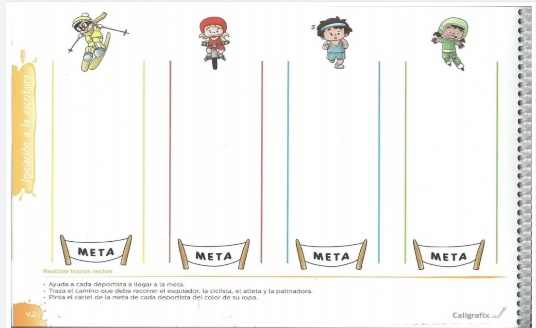 Iniciación a la escritura
META
META
META
META
Realizar trazos rectos
• Ayuda a cada deportista a llegar a la meta.
• Traza el camino que debe recorrer el esquiador, la ciclista, el atleta y la patinadora.
• Pinta el cartel de la meta de cada deportista del color de su ropa.
42
Caligrafix